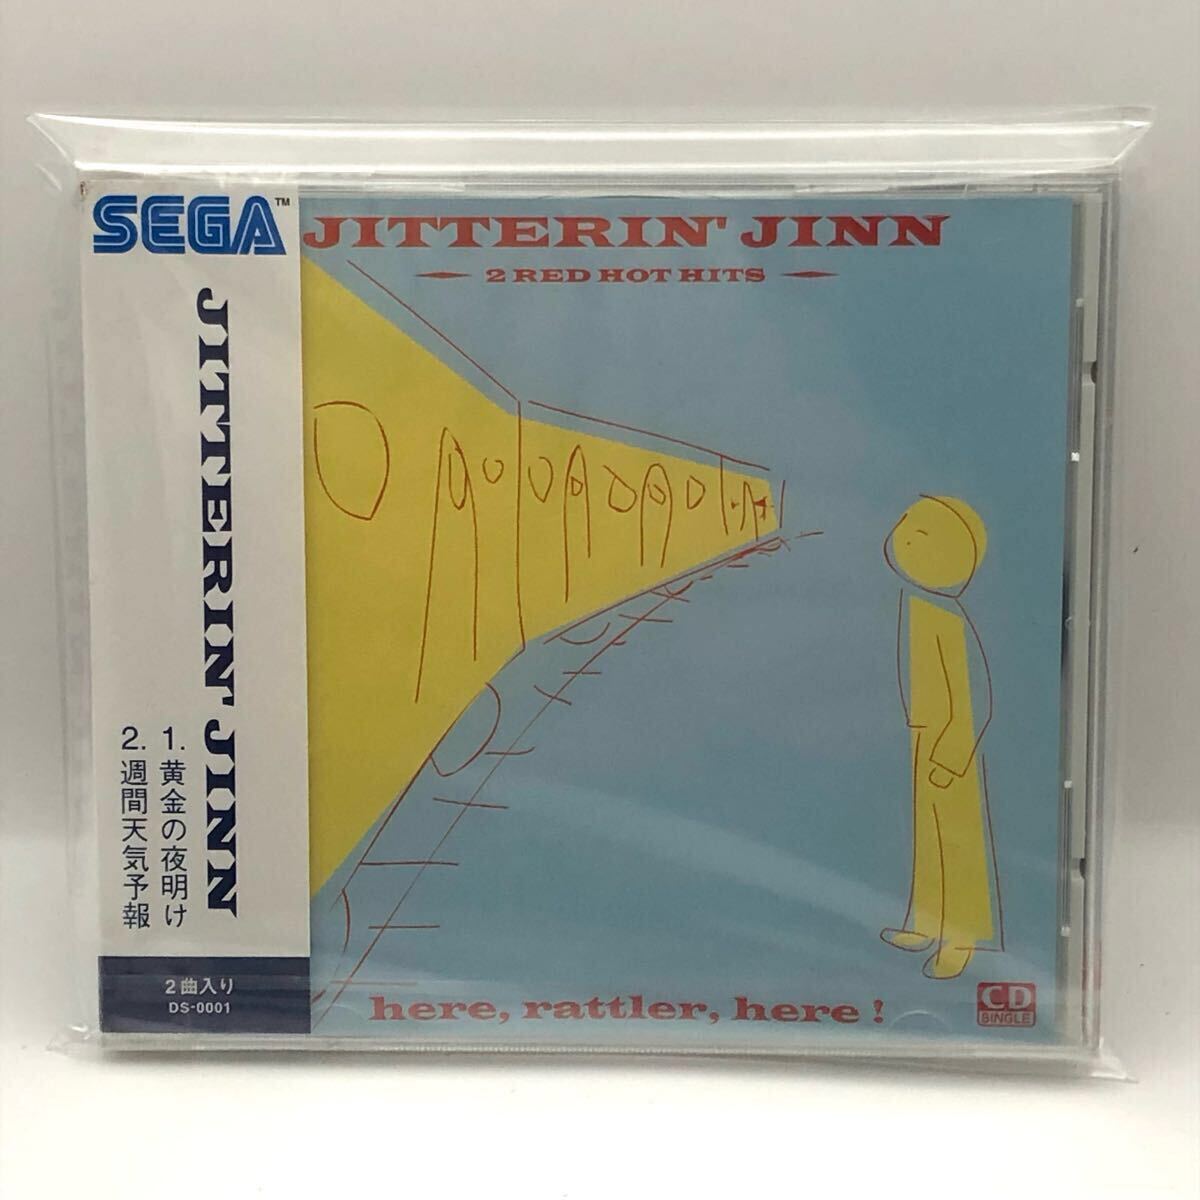 SEGA™
JITTERIN' JINN
1. 黄金の夜明け
2. 週間天気予報
2曲入り
DS-0001
JITTERIN' JINN
2 RED HOT HITS
here, rattler, here !
CD
SINGLE